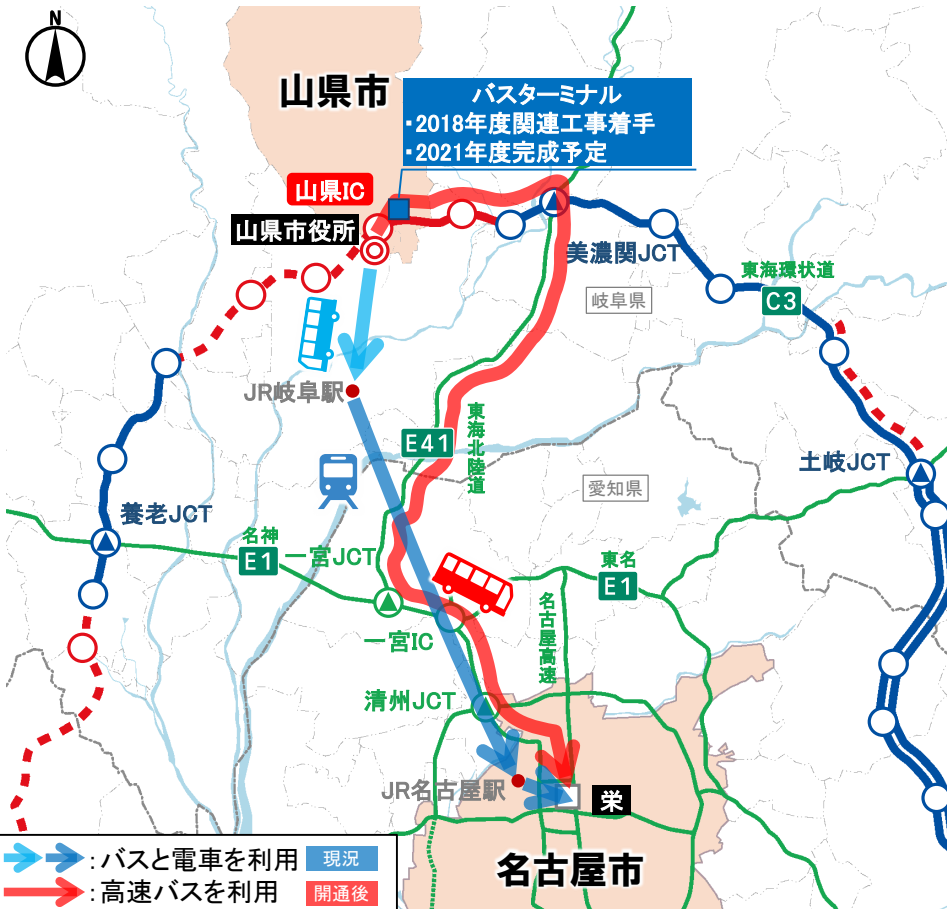 N
山県市
バスターミナル
・2018年度関連工事着手
・2021年度完成予定
山県IC
山県市役所
美濃関JCT
東海環状道
C3
岐阜県
JR岐阜駅
E41
東海北陸道
土岐JCT
愛知県
養老JCT
名神
E1
一宮JCT
東名
E1
名古屋高速
一宮IC
清州JCT
JR名古屋駅
栄
名古屋市
:バスと電車を利用 現況
:高速バスを利用 開通後